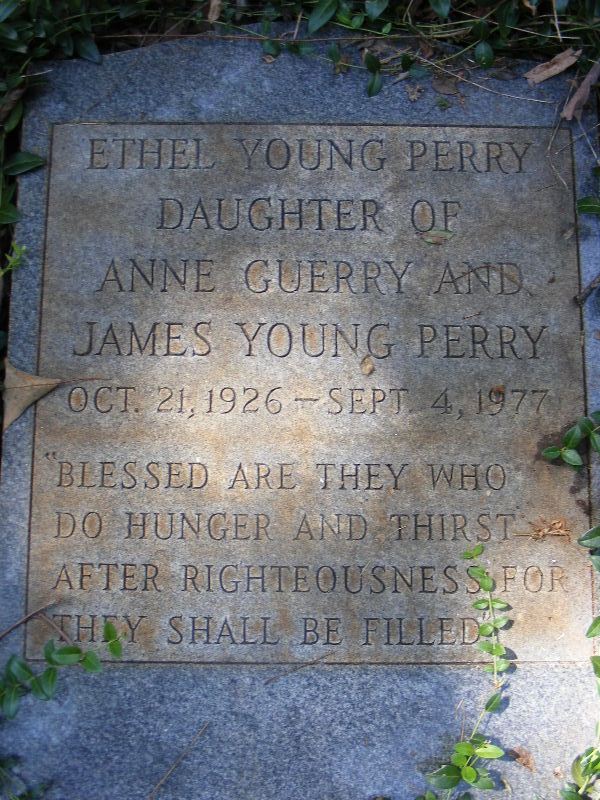 ETHEL YOUNG PERRY
DAUGHTER OF
ANNE GUERRY AND
JAMES YOUNG PERRY
OCT. 21, 1926 — SEPT. 4, 1977
"BLESSED ARE THEY WHO
DO HUNGER AND THIRST
AFTER RIGHTEOUSNESS FOR
THEY SHALL BE FILLED